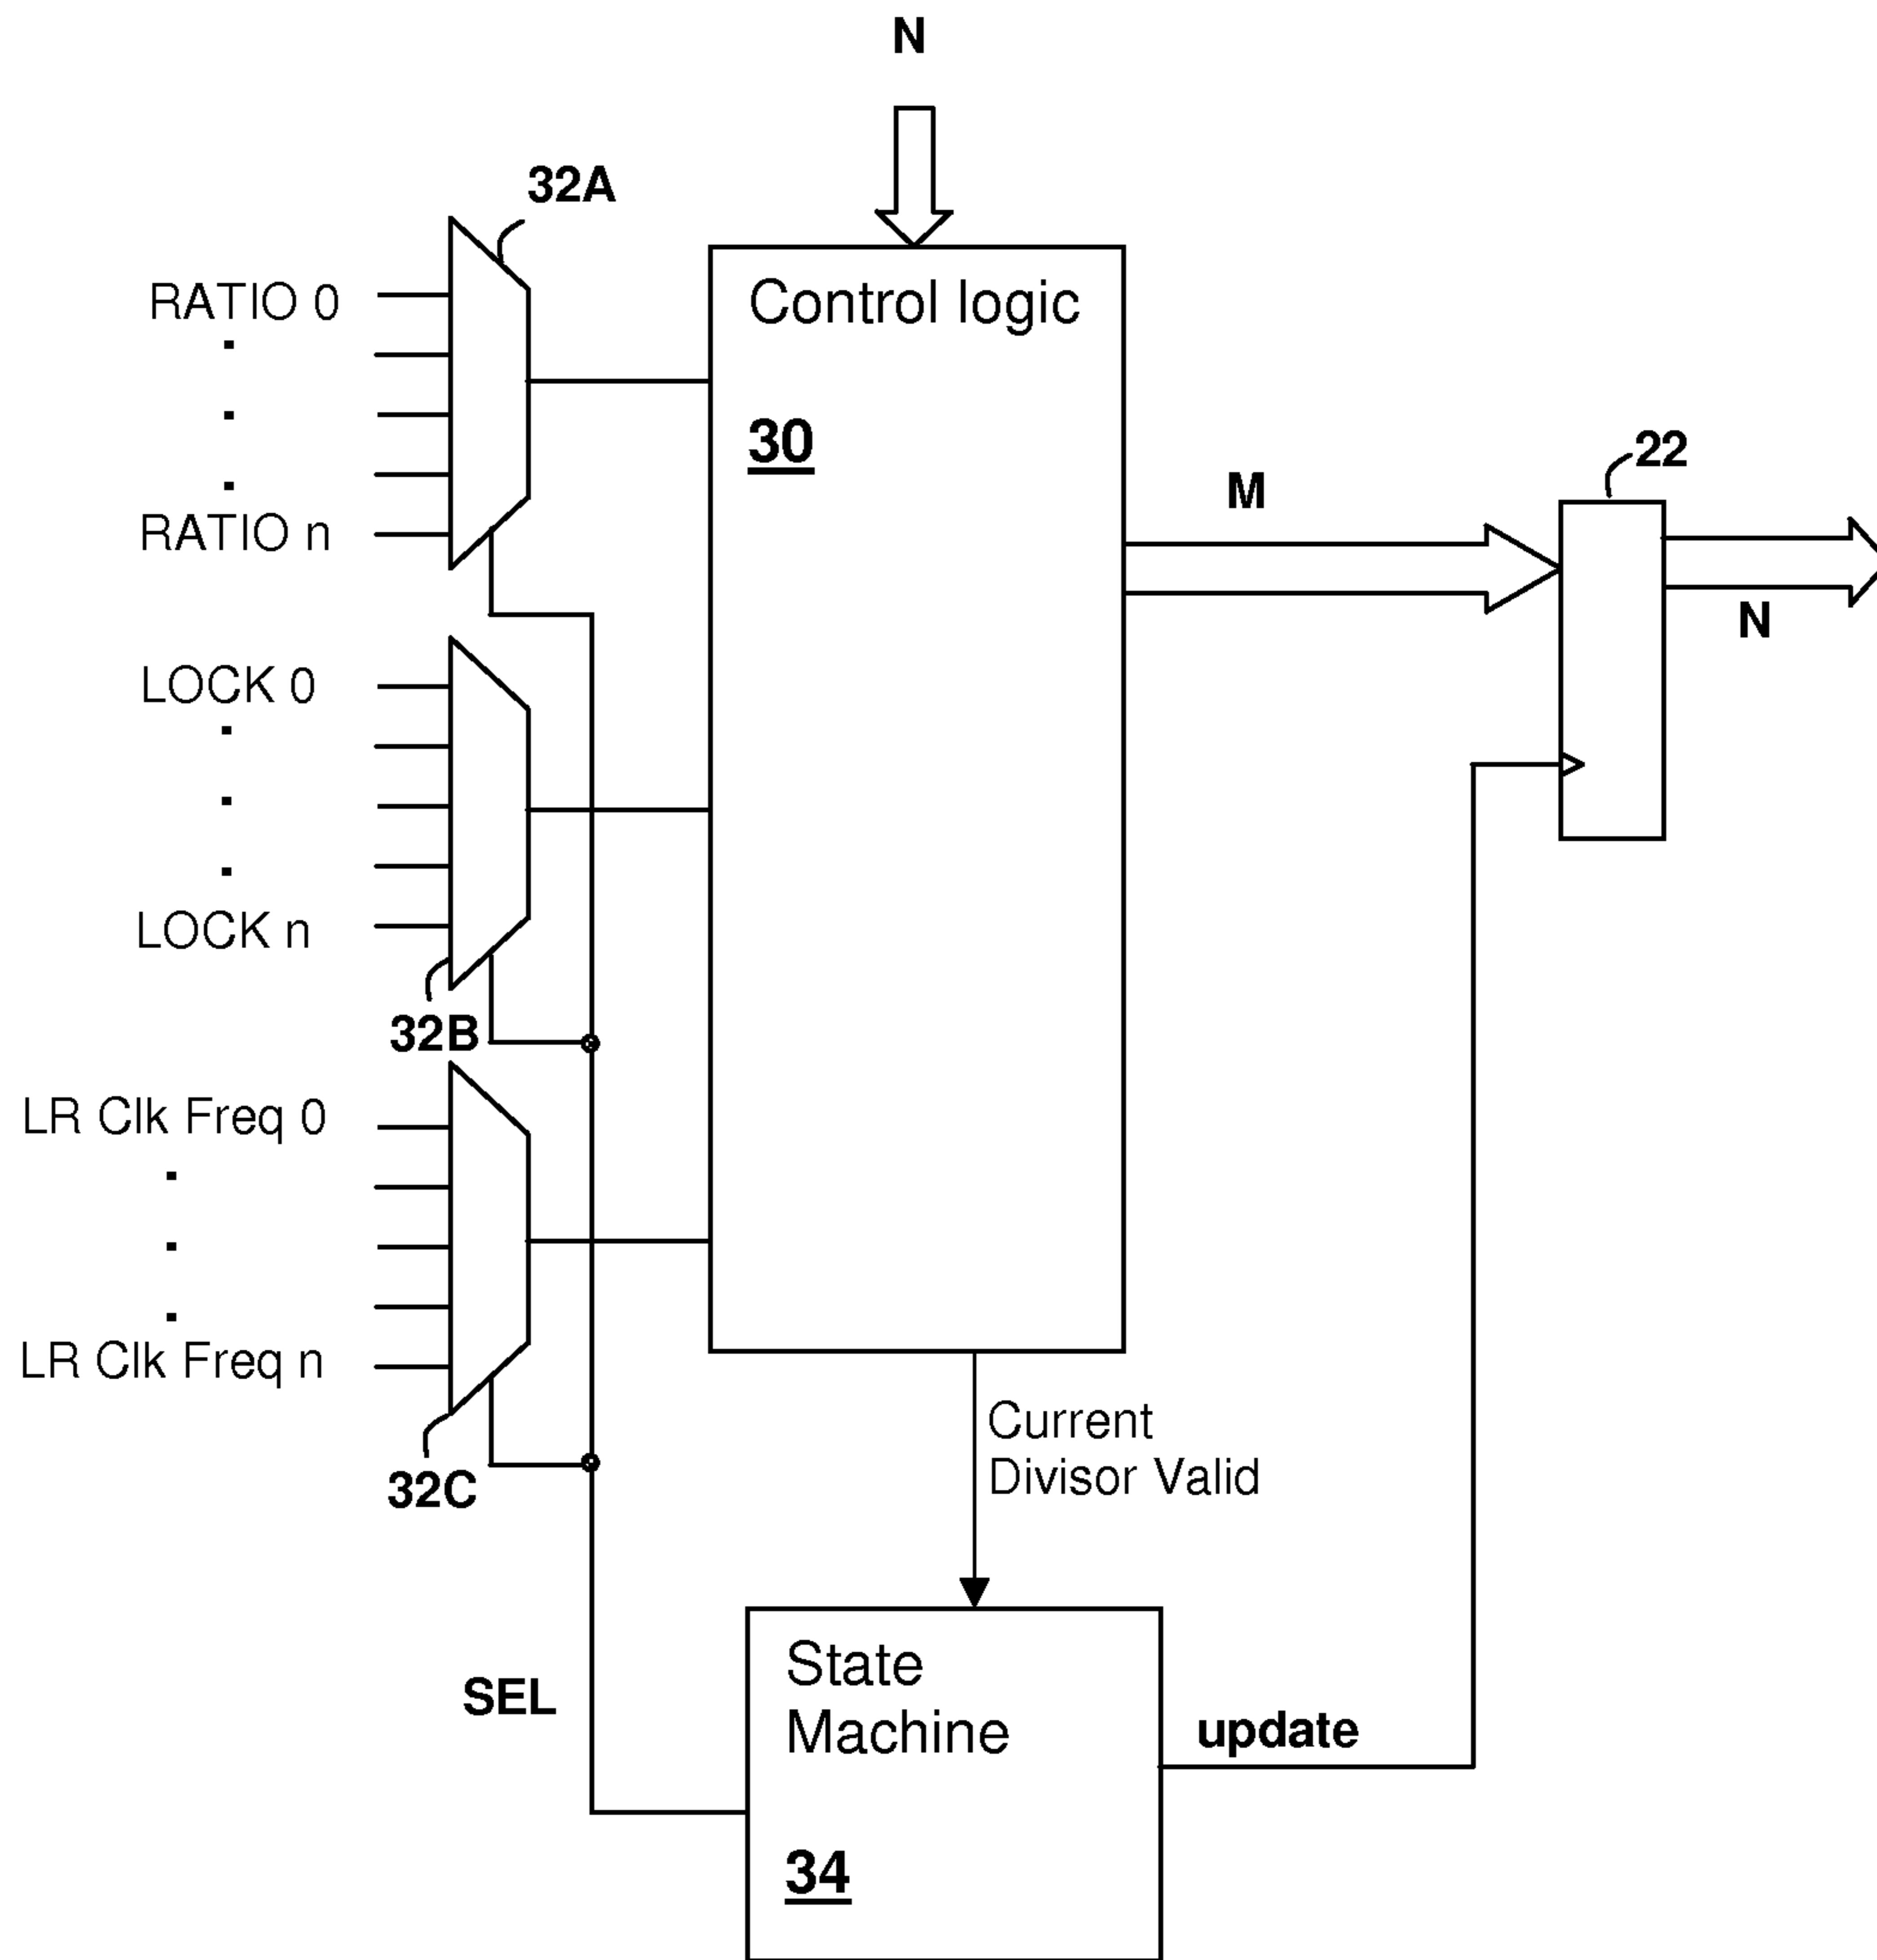 N
32A
RATIO 0
RATIO n
Control logic
30
M
22
N
LOCK 0
LOCK n
32B
LR Clk Freq 0
LR Clk Freq n
32C
Current
Divisor Valid
SEL
State
Machine
34
update